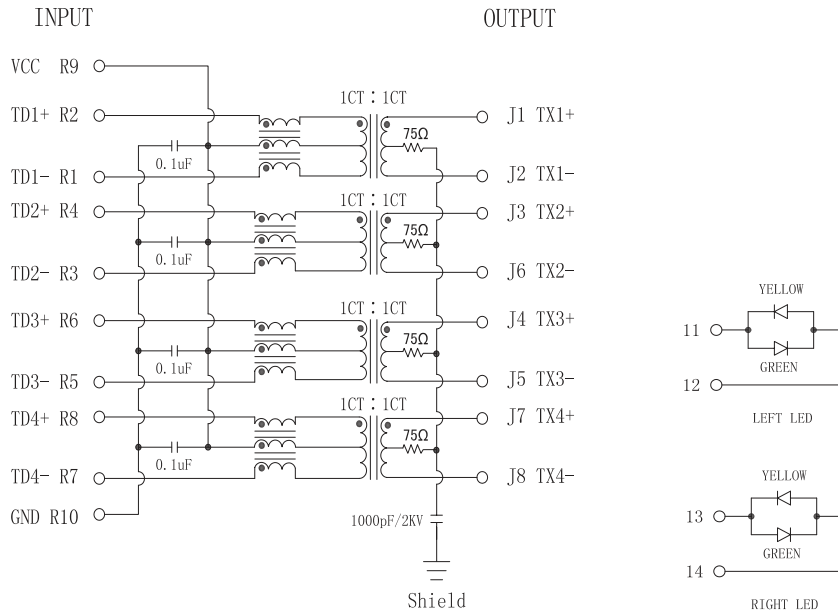 INPUT OUTPUT
VCC R9
1CT : 1CT
TD1+ R2 J1 TX1+
75Ω
0.1uF
TD1- R1 J2 TX1-
1CT : 1CT
TD2+ R4 J3 TX2+
75Ω
0.1uF
TD2- R3 J6 TX2-
1CT : 1CT
TD3+ R6 J4 TX3+
75Ω
0.1uF
TD3- R5 J5 TX3-
1CT : 1CT
TD4+ R8 J7 TX4+
75Ω
0.1uF
TD4- R7 J8 TX4-
GND R10
1000pF/2KV
Shield
YELLOW
11
GREEN
12
LEFT LED
YELLOW
13
GREEN
14
RIGHT LED